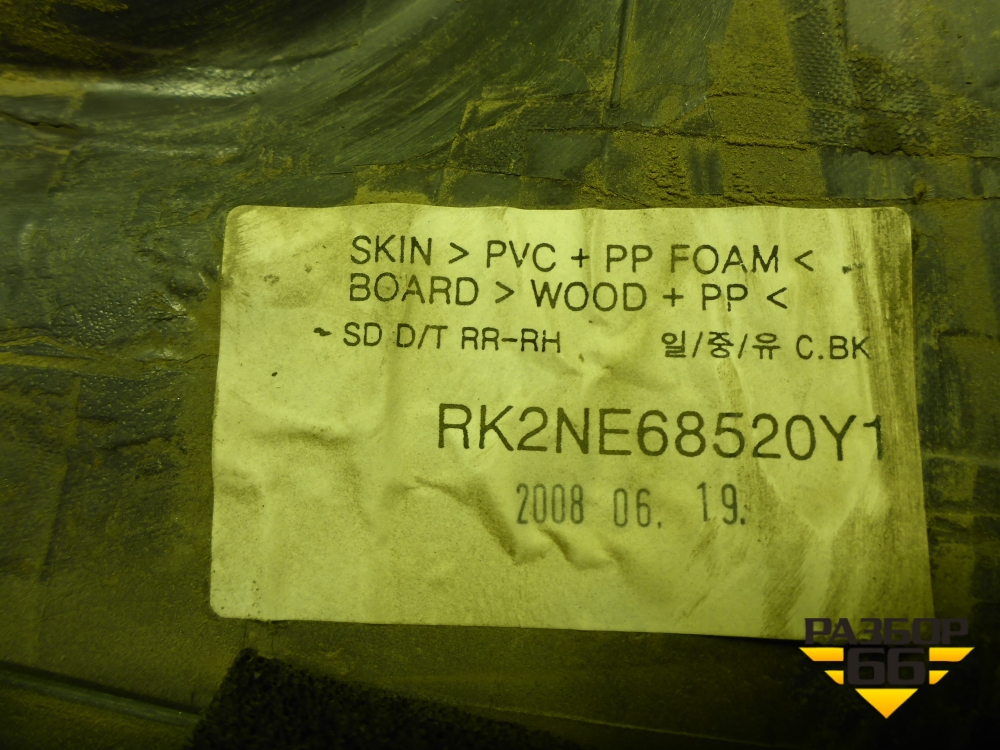 SKIN > PVC + PP FOAM <
BOARD > WOOD + PP <
SD D/T RR-RH 일/중/유 C.BK
RK2NE68520Y1
2008 06. 19.
РАЗБОР
66